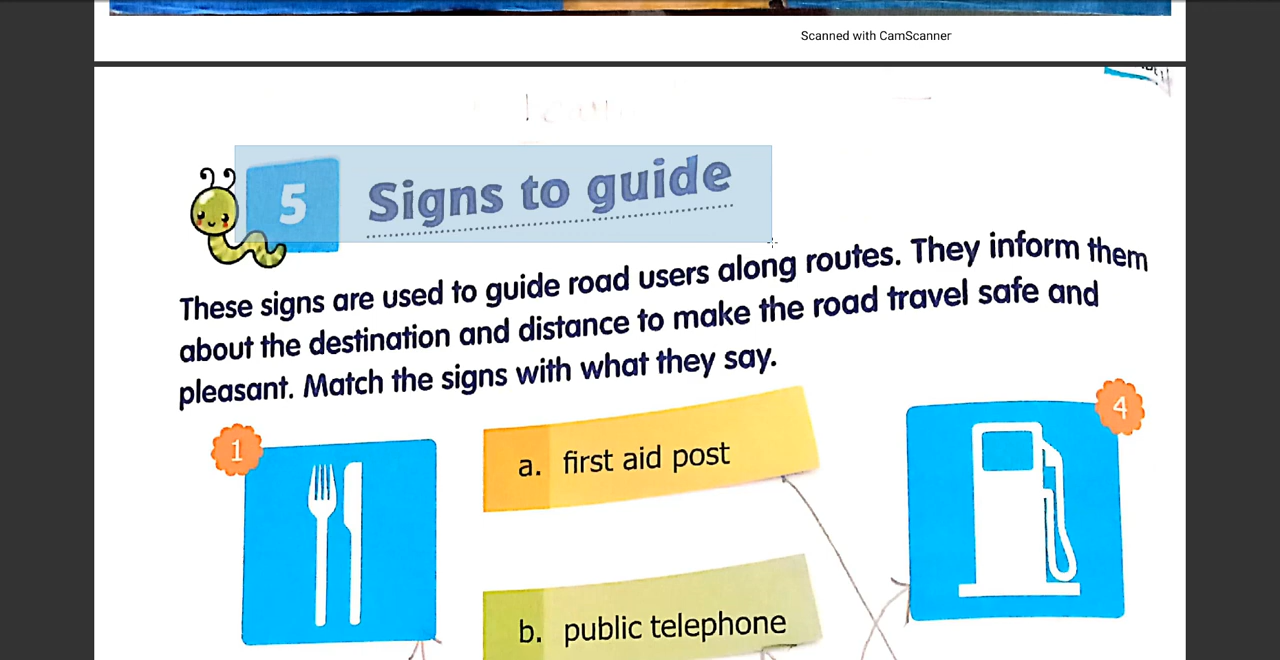 Scanned with CamScanner
5 Signs to guide
These signs are used to guide road users along routes. They inform them
about the destination and distance to make the road travel safe and
pleasant. Match the signs with what they say.
1
4
a. first aid post
b. public telephone